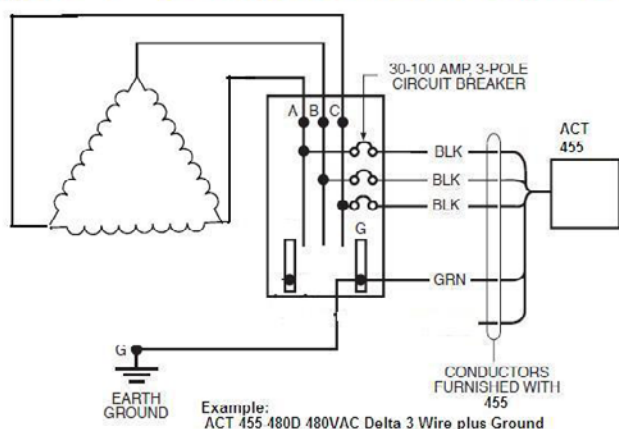 A B C
30-100 AMP, 3-POLE
CIRCUIT BREAKER
ACT
455
BLK
BLK
BLK
G
GRN
G
EARTH
GROUND
CONDUCTORS
FURNISHED WITH
455
Example:
ACT 455-480D 480VAC Delta 3 Wire plus Ground